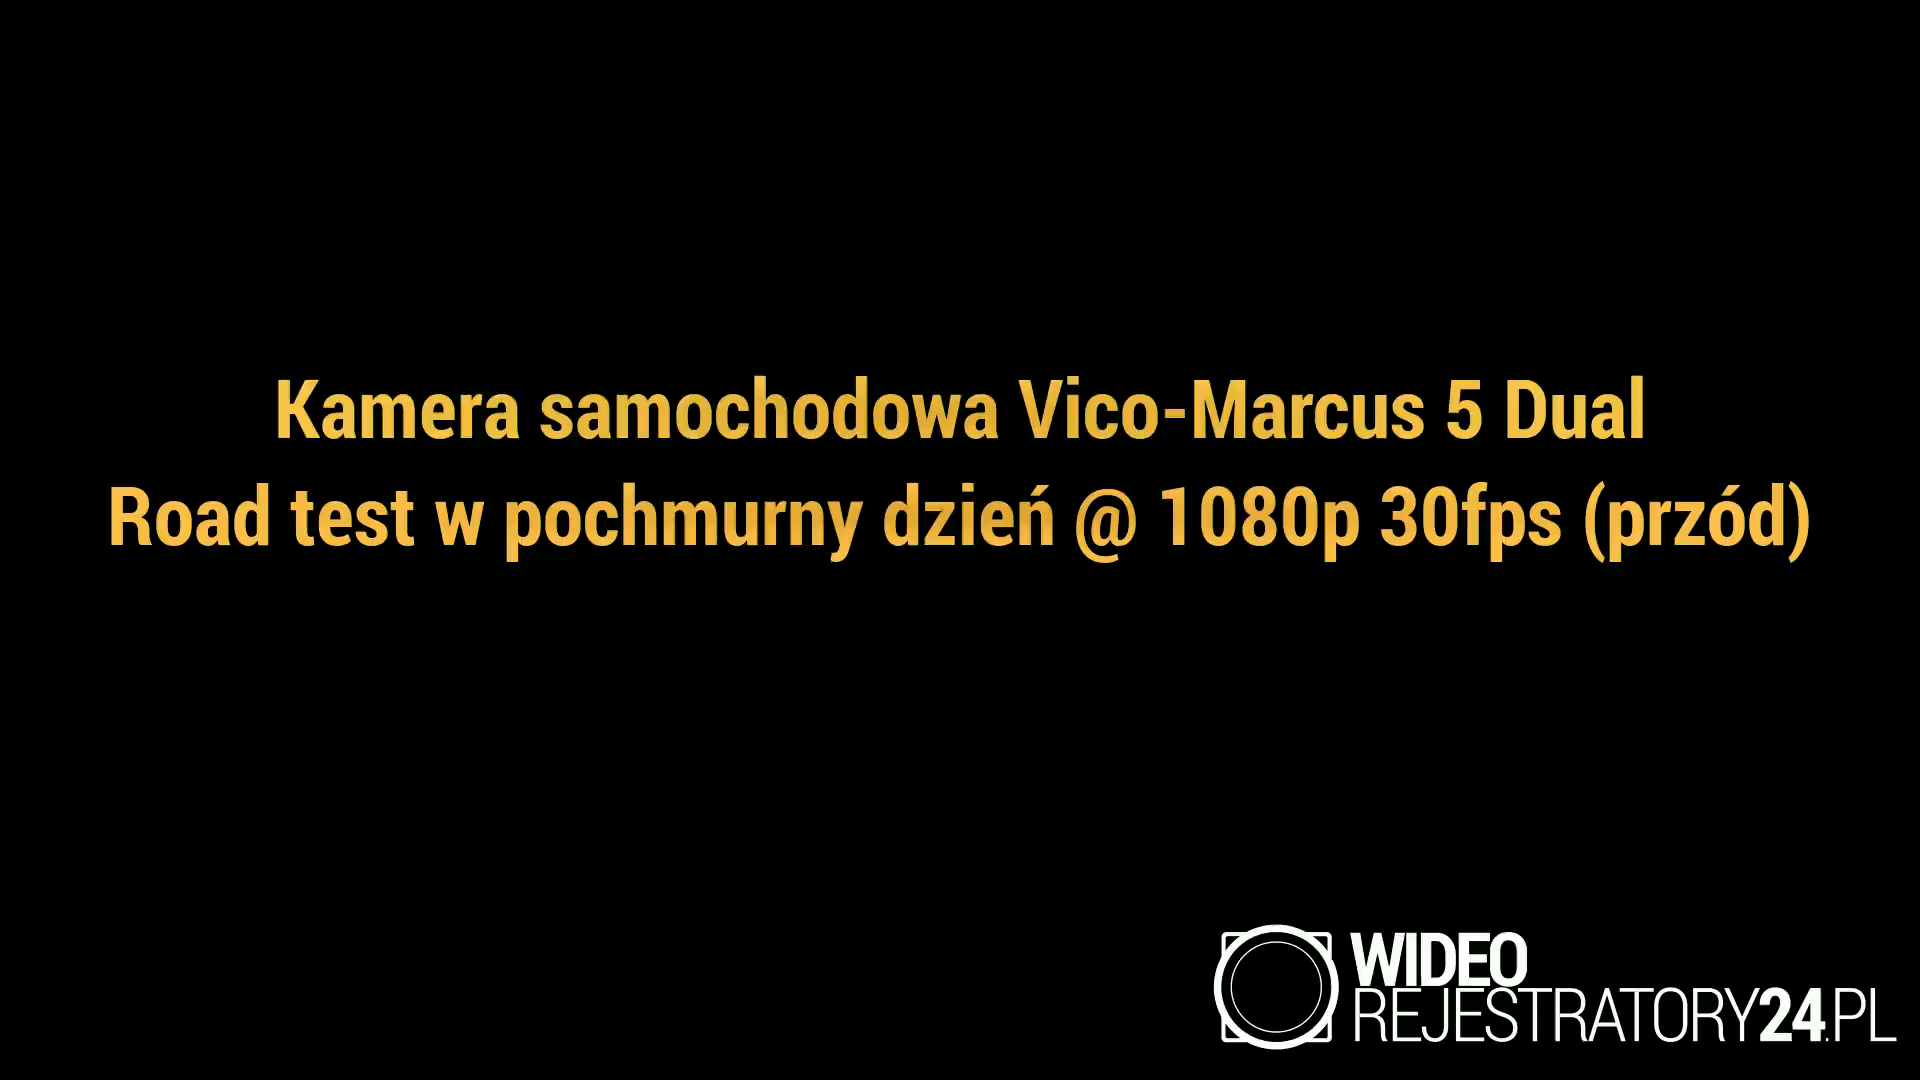 Kamera samochodowa Vico-Marcus 5 Dual
Road test w pochmurny dzień @ 1080p 30fps (przód)
WIDEO
REJESTRATORY24.PL